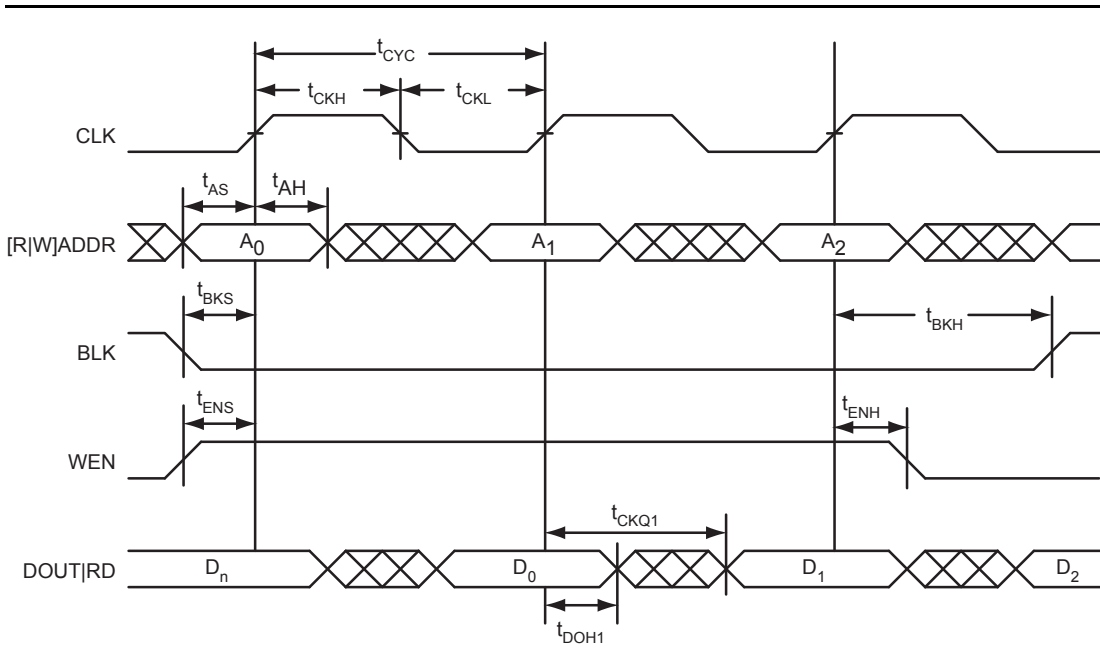 tCYC
tCKH tCKL
CLK
tAS tAH
[R|W]ADDR A0 A1 A2
tBKS tBKH
BLK
tENS tENH
WEN
tCKQ1
DOUT|RD Dn D0 D1 D2
tDOH1